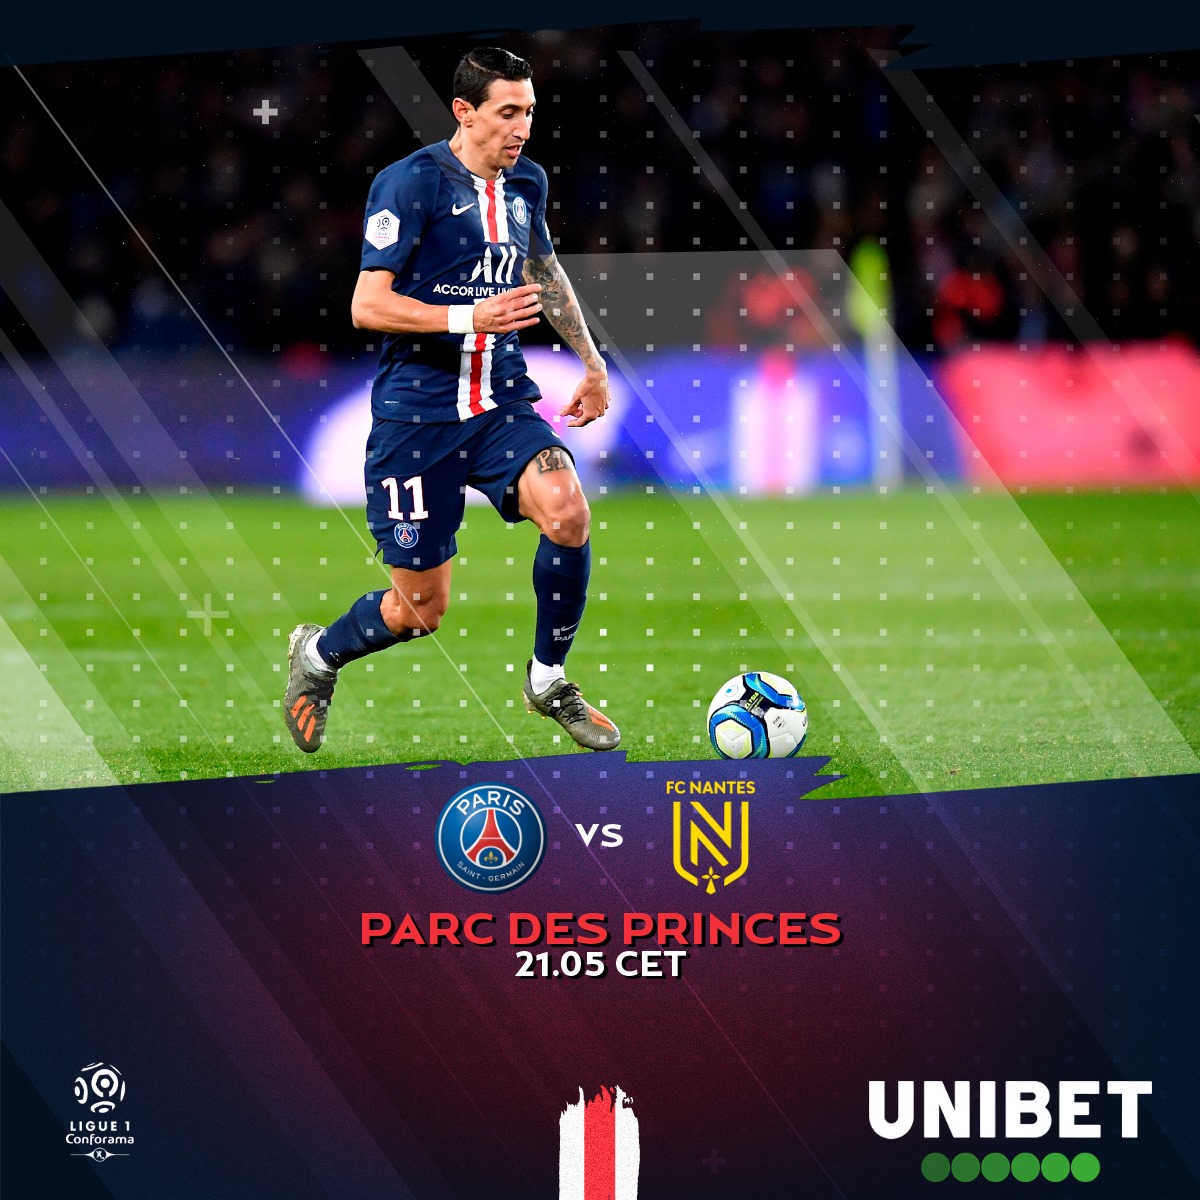 ACCOR LIVE
11
PARIS
SAINT - GERMAIN
VS
FC NANTES
PARC DES PRINCES
21.05 CET
LIGUE 1
Conforama
UNIBET